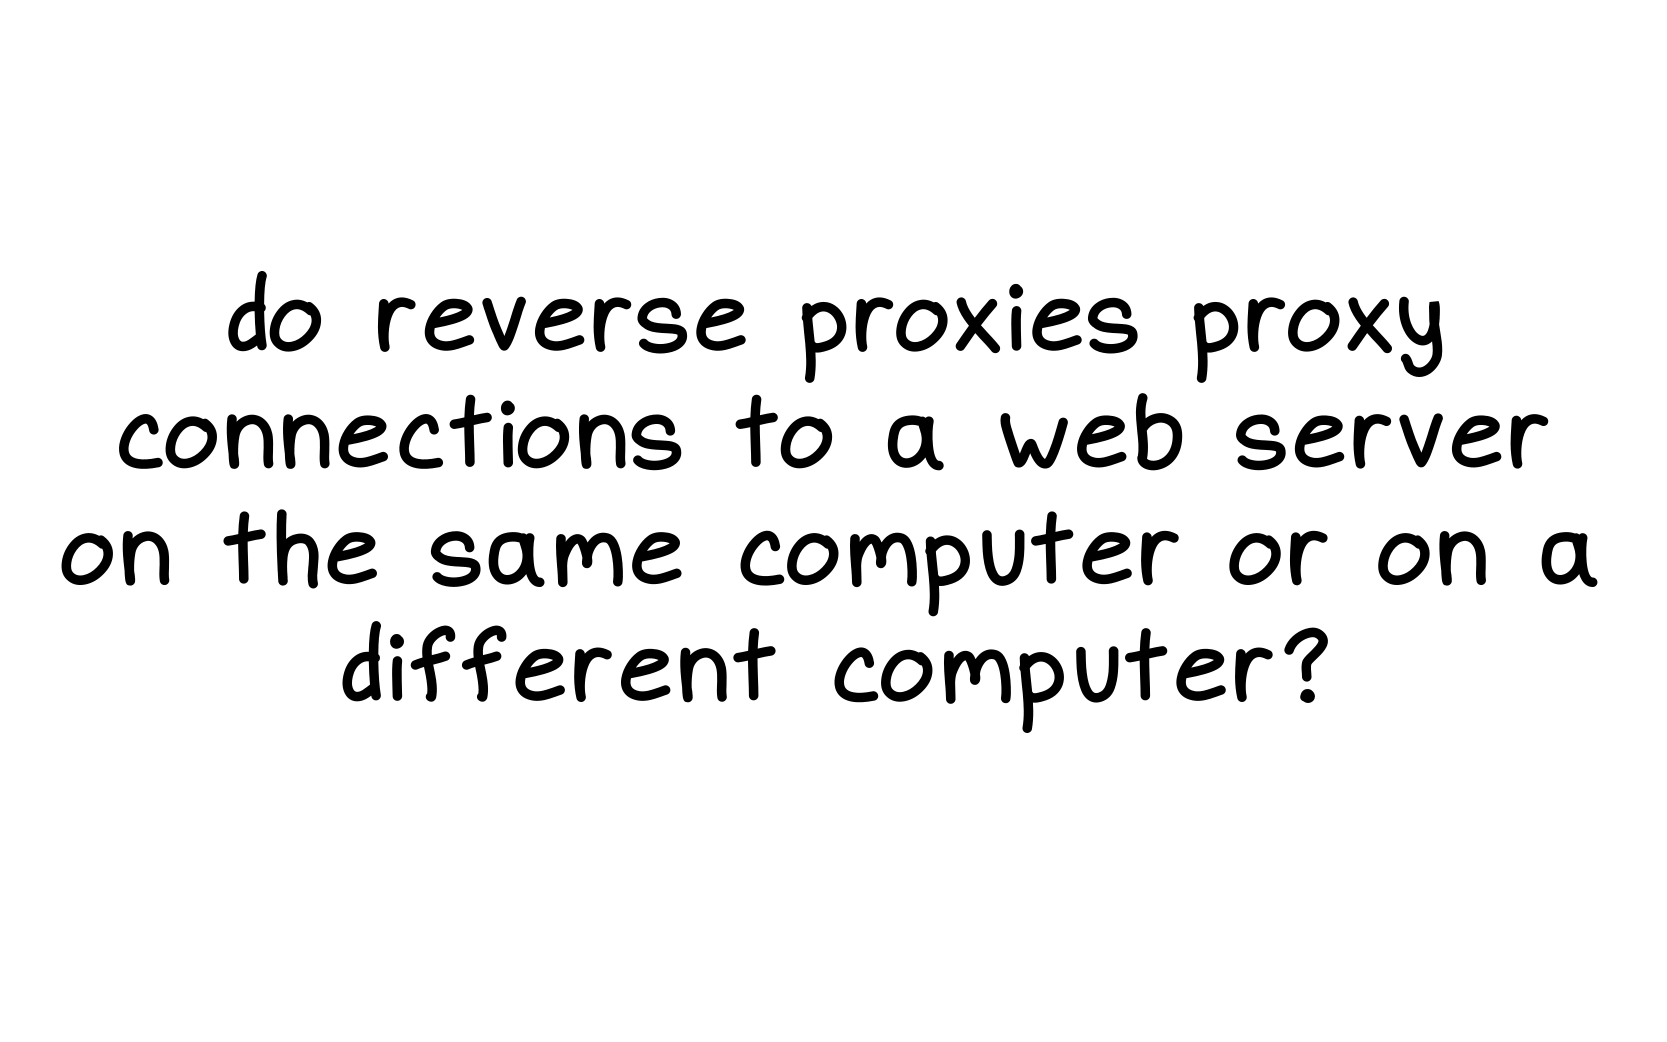 do reverse proxies proxy
connections to a web server
on the same computer or on a
different computer?